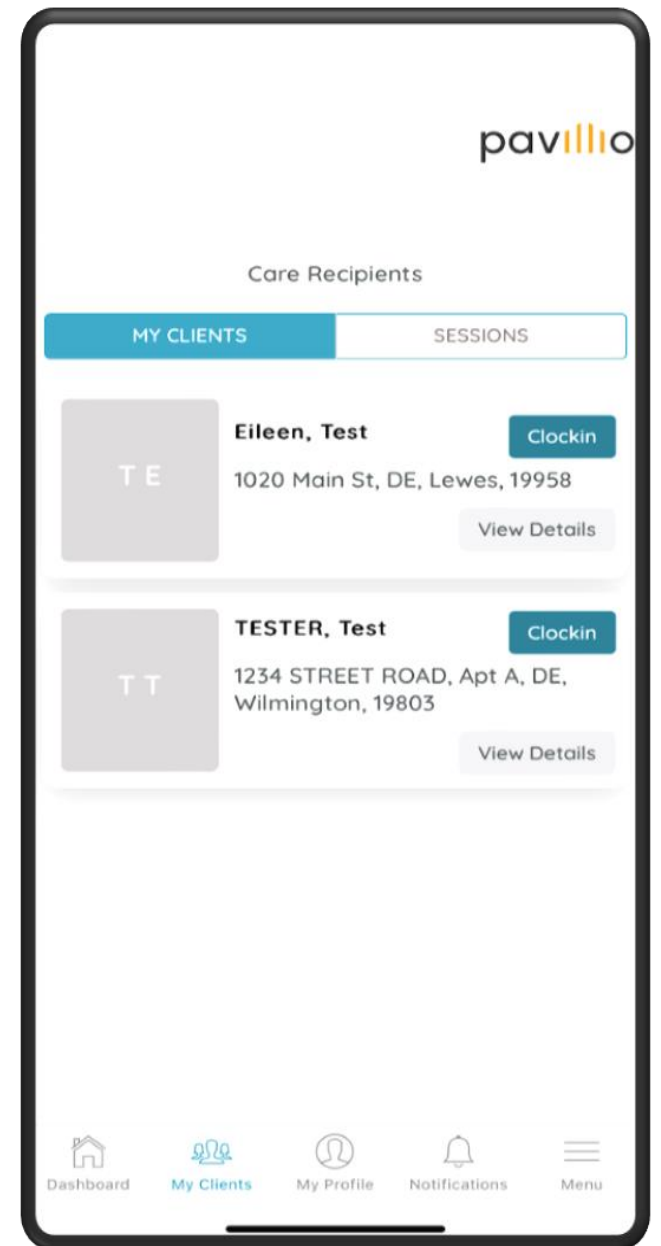 pavillio
Care Recipients
MY CLIENTS
SESSIONS
T E
Eileen, Test
Clockin
1020 Main St, DE, Lewes, 19958
View Details
T T
TESTER, Test
Clockin
1234 STREET ROAD, Apt A, DE,
Wilmington, 19803
View Details
Dashboard
My Clients
My Profile
Notifications
Menu